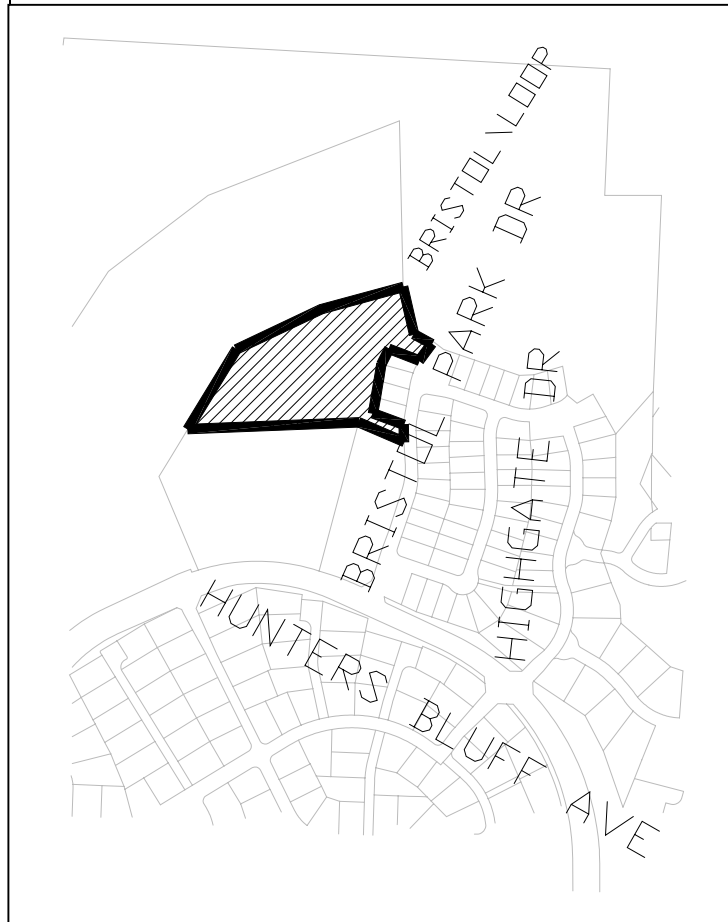 BRISTOL \LOOP
BRISTOL PARK DR
HIGHGATE DR
HUNTERS BLUFF AVE